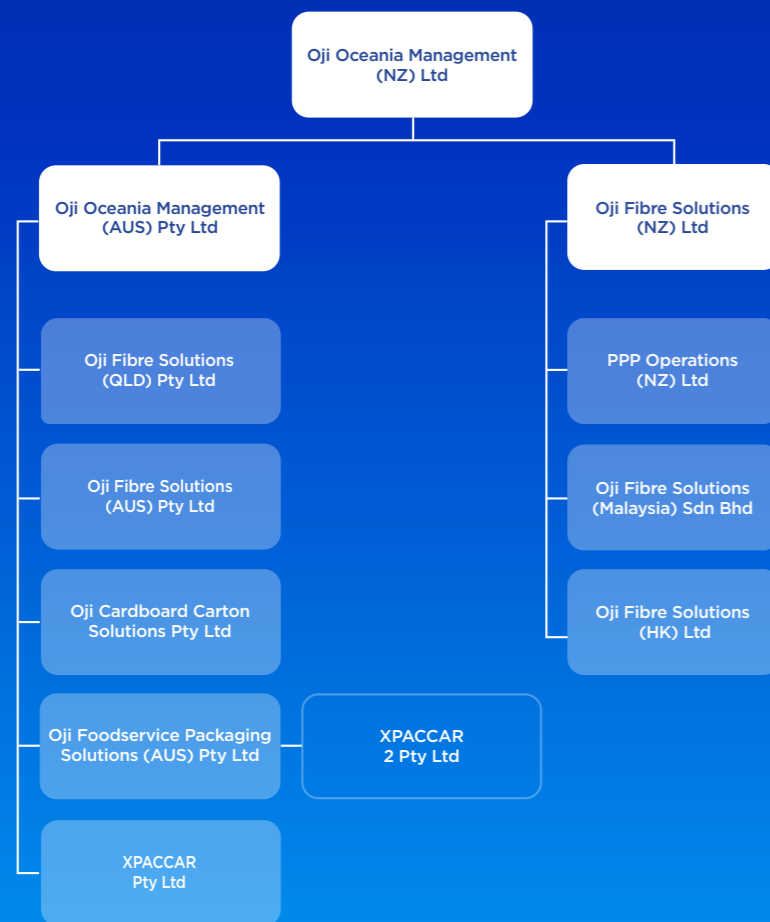 Oji Oceania Management
(NZ) Ltd
Oji Oceania Management
(AUS) Pty Ltd
Oji Fibre Solutions
(NZ) Ltd
Oji Fibre Solutions
(QLD) Pty Ltd
PPP Operations
(NZ) Ltd
Oji Fibre Solutions
(AUS) Pty Ltd
Oji Fibre Solutions
(Malaysia) Sdn Bhd
Oji Cardboard Carton
Solutions Pty Ltd
Oji Fibre Solutions
(HK) Ltd
Oji Foodservice Packaging
Solutions (AUS) Pty Ltd
XPACCAR
2 Pty Ltd
XPACCAR
Pty Ltd